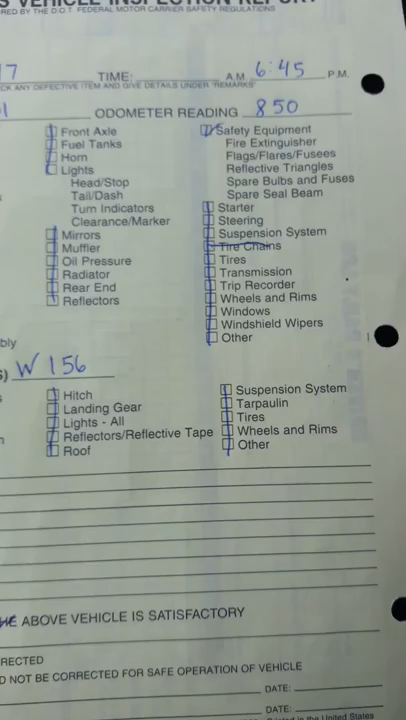 S VEHICLE INSPECTION REPORT
RED BY THE D.O.T. FEDERAL MOTOR CARRIER SAFETY REGULATIONS
7 TIME: A.M. 6:45 P.M.
CK ANY DEFECTIVE ITEM AND GIVE DETAILS UNDER "REMARKS"
ODOMETER READING 850
Front Axle
Fuel Tanks
Horn
Lights
Head/Stop
Tail/Dash
Turn Indicators
Clearance/Marker
Mirrors
Muffler
Oil Pressure
Radiator
Rear End
Reflectors
Safety Equipment
Fire Extinguisher
Flags/Flares/Fusees
Reflective Triangles
Spare Bulbs and Fuses
Spare Seal Beam
Starter
Steering
Suspension System
Tire Chains
Tires
Transmission
Trip Recorder
Wheels and Rims
Windows
Windshield Wipers
Other
bly
S) W 156
Hitch
Landing Gear
Lights - All
Reflectors/Reflective Tape
Roof
Suspension System
Tarpaulin
Tires
Wheels and Rims
Other
HE ABOVE VEHICLE IS SATISFACTORY
RECTED
D NOT BE CORRECTED FOR SAFE OPERATION OF VEHICLE
DATE:
DATE:
Printed in the United States